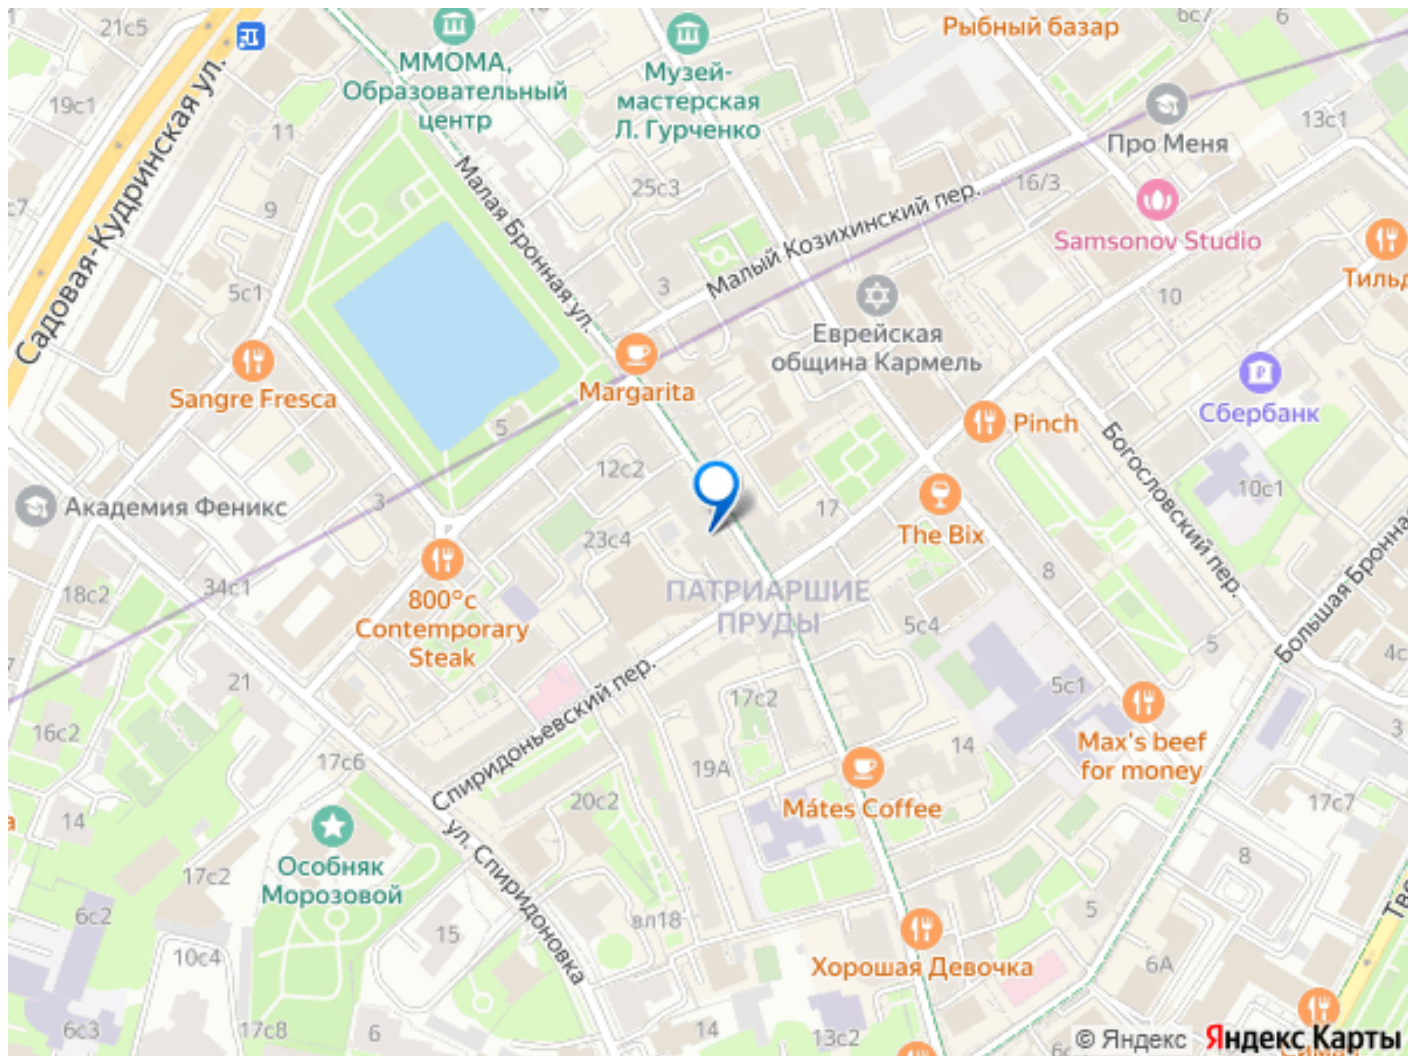 21с5
6с7
6
Рыбный базар
ММОМА,
Образовательный
центр
Музей-
мастерская
Л. Гурченко
19с1
11
Про Меня
13с1
Садовая-Кудринская ул.
Малая Бронная ул.
25с3
16/3
9
Малый Козихинский пер.
Samsonov Studio
5с1
3
10
Еврейская
община Кармель
Sangre Fresca
Margarita
Сбербанк
5
Pinch
12с2
Богословский пер.
10с1
Академия Феникс
3
Р
17
The Bix
23с4
18с2
34с1
800°c
Contemporary
Steak
ПАТРИАРШИЕ
ПРУДЫ
8
5с4
5
Большая Бронная
4с
Спиридоньевский пер.
21
17с2
5с1
16с2
3
17с6
19А
14
Max's beef
for money
20с2
Mátes Coffee
17с7
14
ул. Спиридоновка
Особняк
Морозовой
17с2
8
6с2
вл18
5
15
Хорошая Девочка
10с4
6А
6с3
17с8
6
14
13с2
© Яндекс
Яндекс Карты